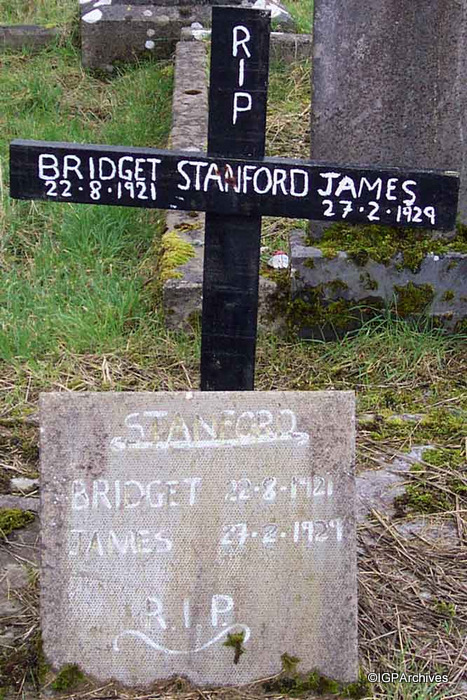 R
I
P
BRIDGET STANFORD JAMES
22·8·1921 27·2·1929
STANFORD
BRIDGET 22-8-1921
JAMES 27-2-1929
R.I.P
©IGPArchives